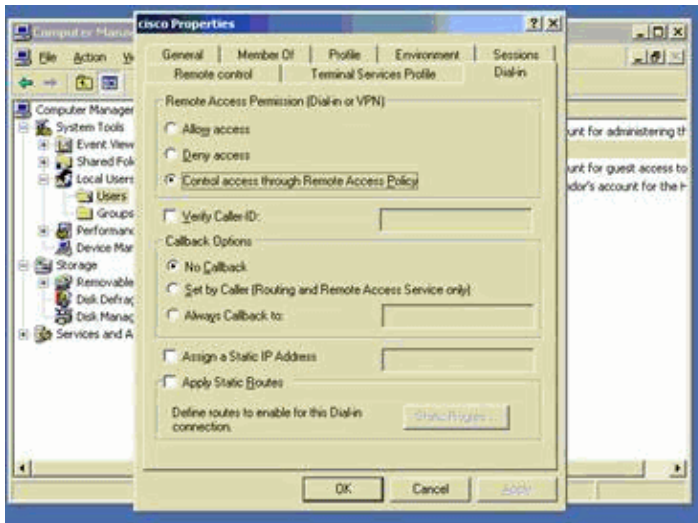 cisco Properties
General Member Of Profile Environment Sessions
Remote control Terminal Services Profile Dial-in
Remote Access Permission (Dial-in or VPN)
Allow access
Deny access
Control access through Remote Access Policy
Verify Caller-ID:
Callback Options
No Callback
Set by Caller (Routing and Remote Access Service only)
Always Callback to:
Assign a Static IP Address
Apply Static Routes
Define routes to enable for this Dial-in
connection.
Static Routes ...
OK Cancel Apply
Computer Mana
File Action
Computer Manager
System Tools
Event View
Shared Fol
Local Users
Users
Groups
Performanc
Device Mar
Storage
Removable
Disk Defrag
Disk Manag
Services and A
unt for administering th
unt for guest access to
dor's account for the H